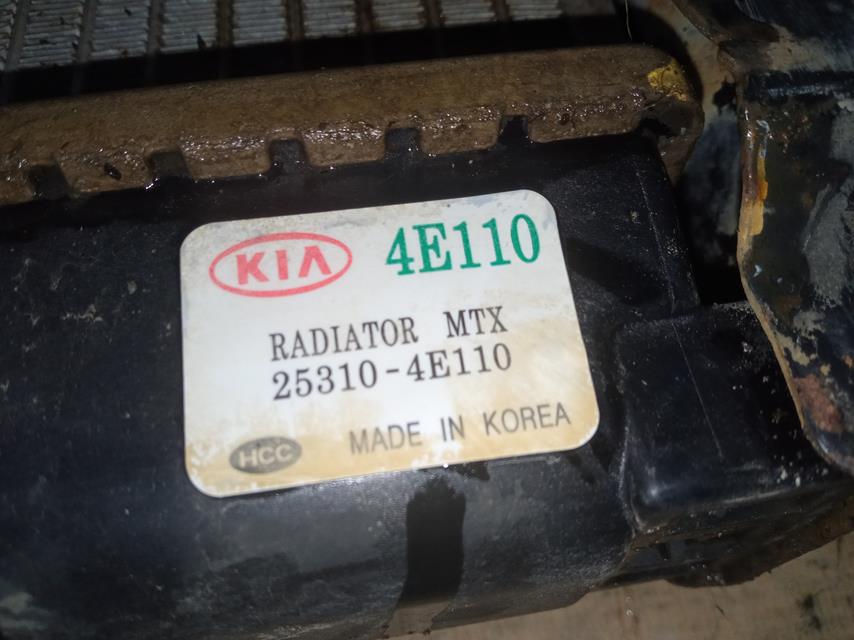 KIA 4E110
RADIATOR MTX
25310-4E110
HCC MADE IN KOREA